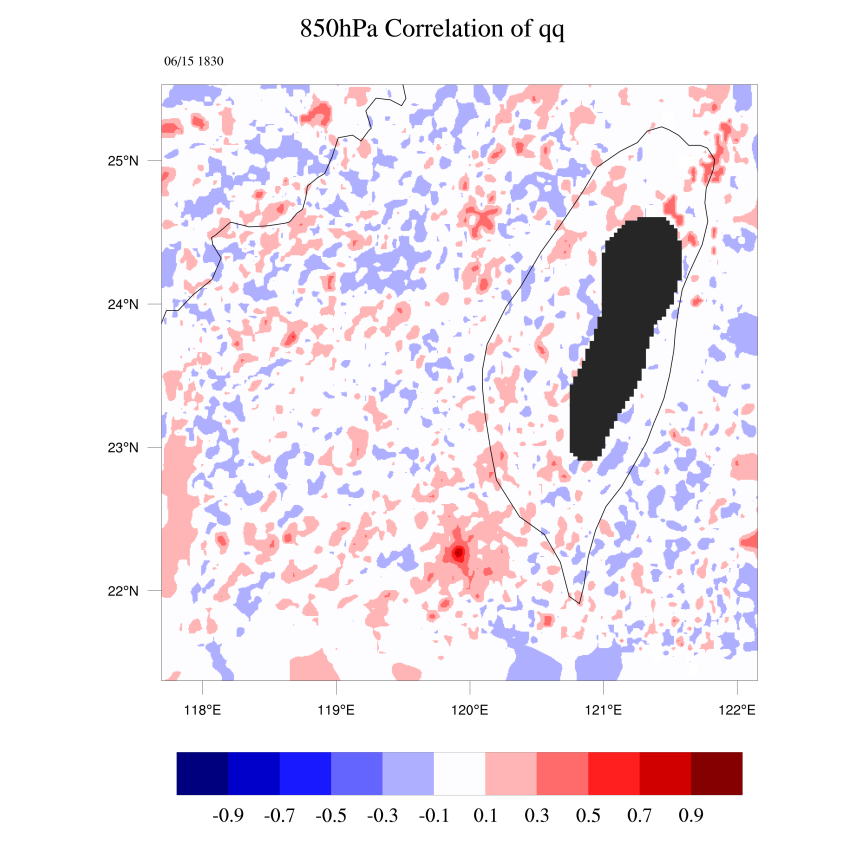 850hPa Correlation of qq
06/15 1830
25°N
24°N
23°N
22°N
118°E 119°E 120°E 121°E 122°E
-0.9 -0.7 -0.5 -0.3 -0.1 0.1 0.3 0.5 0.7 0.9